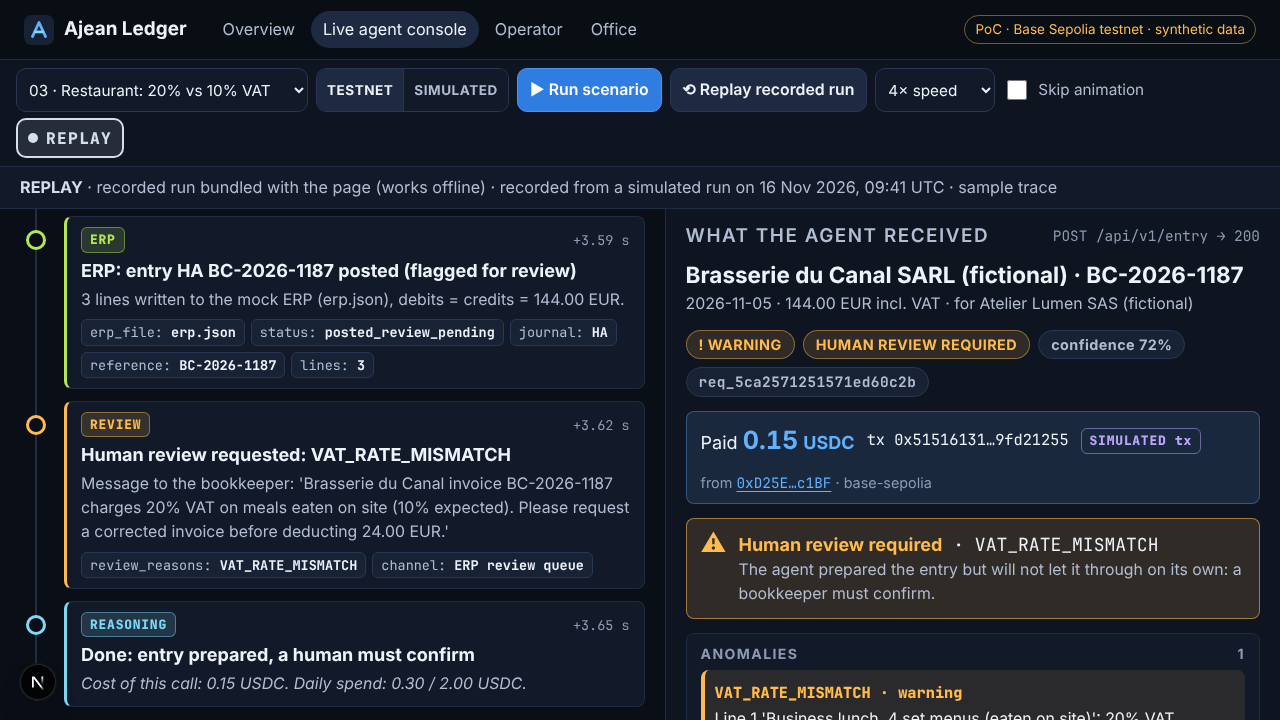 Ajean Ledger
Overview
Live agent console
Operator
Office
PoC · Base Sepolia testnet · synthetic data
03 · Restaurant: 20% vs 10% VAT
TESTNET
SIMULATED
▶ Run scenario
⟲ Replay recorded run
4× speed
Skip animation
REPLAY
REPLAY · recorded run bundled with the page (works offline) · recorded from a simulated run on 16 Nov 2026, 09:41 UTC · sample trace
ERP
+3.59 s
ERP: entry HA BC-2026-1187 posted (flagged for review)
3 lines written to the mock ERP (erp.json), debits = credits = 144.00 EUR.
erp_file: erp.json
status: posted_review_pending
journal: HA
reference: BC-2026-1187
lines: 3
REVIEW
+3.62 s
Human review requested: VAT_RATE_MISMATCH
Message to the bookkeeper: 'Brasserie du Canal invoice BC-2026-1187
charges 20% VAT on meals eaten on site (10% expected). Please request
a corrected invoice before deducting 24.00 EUR.'
review_reasons: VAT_RATE_MISMATCH
channel: ERP review queue
REASONING
+3.65 s
Done: entry prepared, a human must confirm
Cost of this call: 0.15 USDC. Daily spend: 0.30 / 2.00 USDC.
N
WHAT THE AGENT RECEIVED
POST /api/v1/entry → 200
Brasserie du Canal SARL (fictional) · BC-2026-1187
2026-11-05 · 144.00 EUR incl. VAT · for Atelier Lumen SAS (fictional)
! WARNING
HUMAN REVIEW REQUIRED
confidence 72%
req_5ca2571251571ed60c2b
Paid 0.15 USDC tx 0x51516131…9fd21255 SIMULATED tx
from 0xD25E…c1BF · base-sepolia
Human review required · VAT_RATE_MISMATCH
The agent prepared the entry but will not let it through on its own: a
bookkeeper must confirm.
ANOMALIES
1
VAT_RATE_MISMATCH · warning
Line 1 'Business lunch, 4 set menus (eaten on site)': 20% VAT